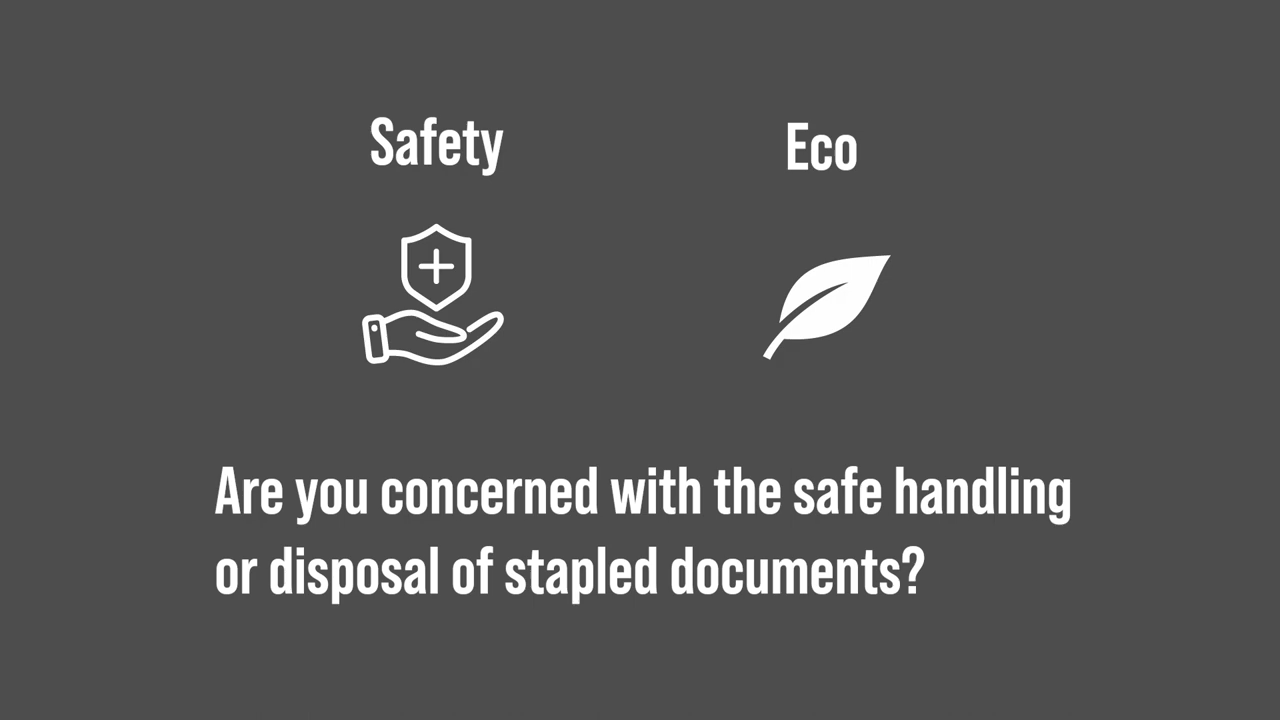 Safety
Eco
Are you concerned with the safe handling
or disposal of stapled documents?